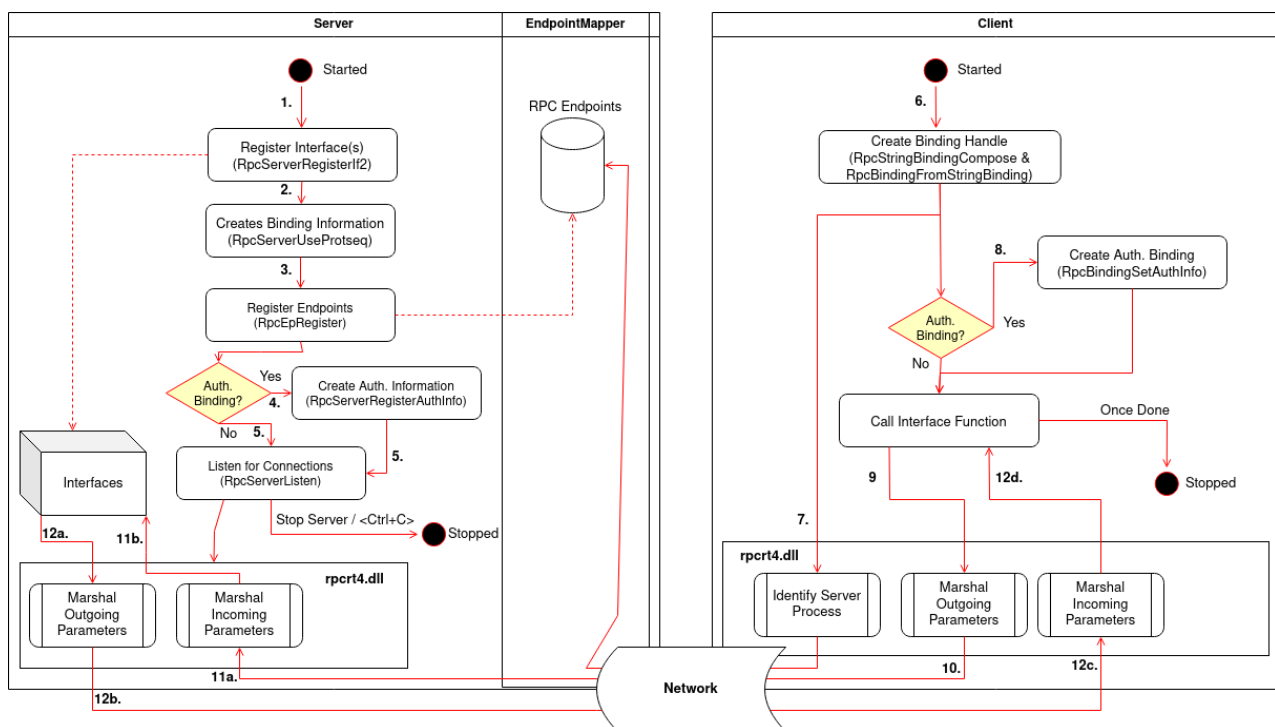 Server
EndpointMapper
Client
Started
1.
Register Interface(s)
(RpcServerRegisterIf2)
2.
Creates Binding Information
(RpcServerUseProtseq)
3.
Register Endpoints
(RpcEpRegister)
Auth.
Binding?
Yes
4.
No
5.
Create Auth. Information
(RpcServerRegisterAuthInfo)
5.
Listen for Connections
(RpcServerListen)
Stop Server / <Ctrl+C>
Stopped
Interfaces
12a.
11b.
rpcrt4.dll
Marshal
Outgoing
Parameters
Marshal
Incoming
Parameters
11a.
12b.
RPC Endpoints
Network
Started
6.
Create Binding Handle
(RpcStringBindingCompose &
RpcBindingFromStringBinding)
8.
Create Auth. Binding
(RpcBindingSetAuthInfo)
Auth.
Binding?
Yes
No
Call Interface Function
Once Done
Stopped
9
12d.
7.
rpcrt4.dll
Identify Server
Process
Marshal
Outgoing
Parameters
Marshal
Incoming
Parameters
10.
12c.